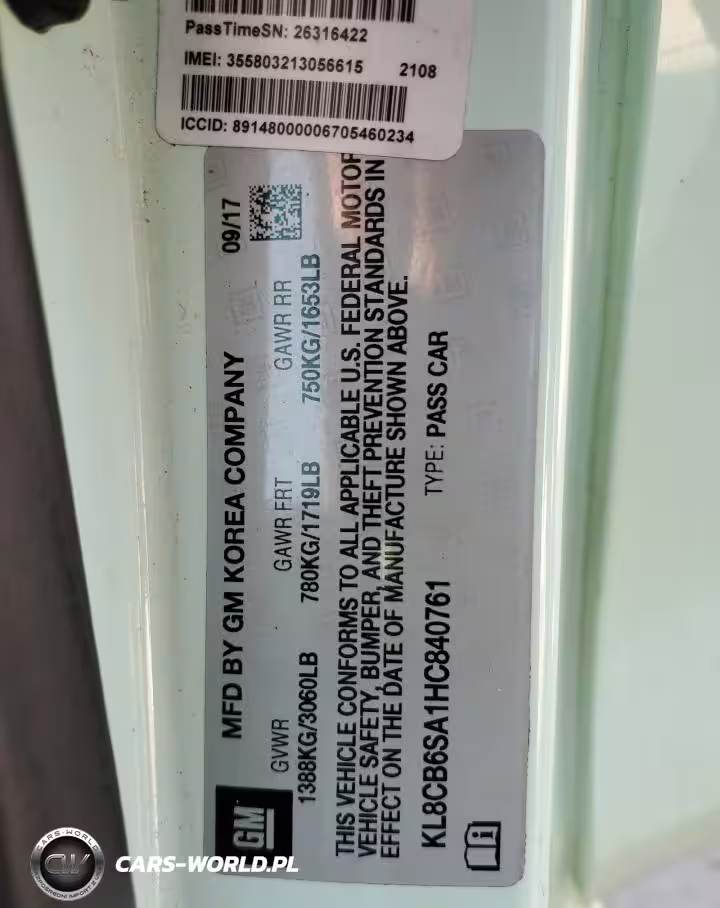 PassTimeSN: 26316422
IMEI: 355803213056615 2108
ICCID: 89148000006705460234
MFD BY GM KOREA COMPANY 09/17
GVWR GAWR FRT GAWR RR
1388KG/3060LB 780KG/1719LB 750KG/1653LB
THIS VEHICLE CONFORMS TO ALL APPLICABLE U.S. FEDERAL MOTOR
VEHICLE SAFETY, BUMPER, AND THEFT PREVENTION STANDARDS IN
EFFECT ON THE DATE OF MANUFACTURE SHOWN ABOVE.
KL8CB6SA1HC840761 TYPE: PASS CAR
GM
i
CARS-WORLD
CW
CARS-WORLD.PL